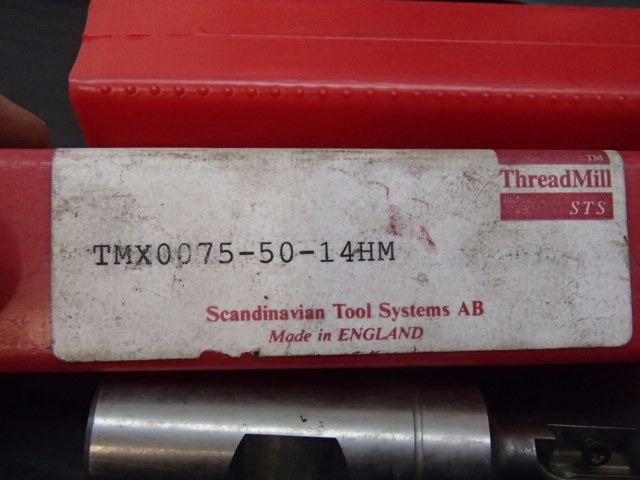 TM
ThreadMill
STS
TMX0075-50-14HM
Scandinavian Tool Systems AB
Made in ENGLAND